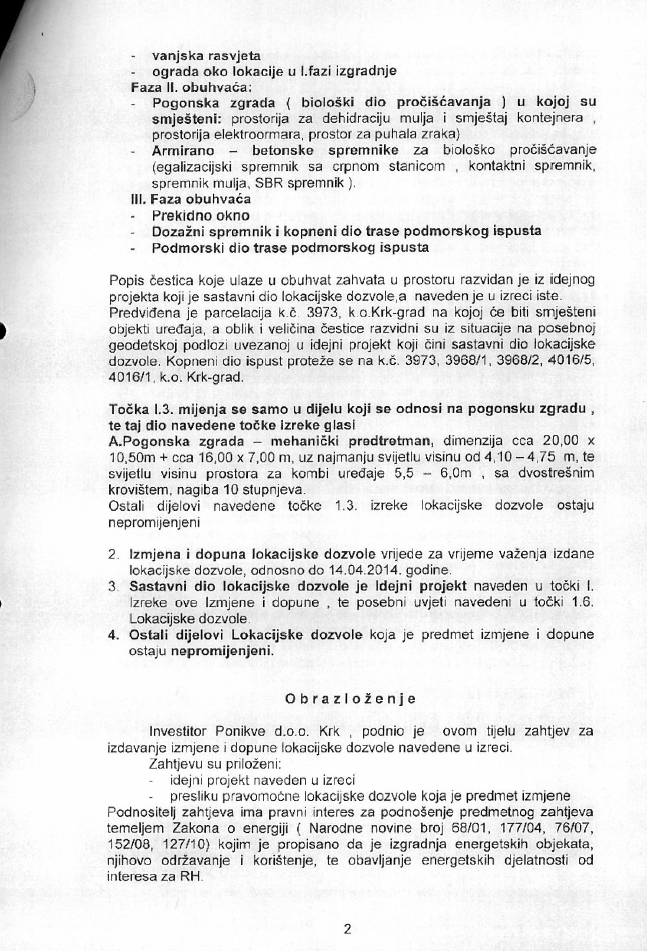 - vanjska rasvjeta
- ograda oko lokacije u I.fazi izgradnje
Faza II. obuhvaća:
- Pogonska zgrada ( biološki dio pročišćavanja ) u kojoj su
smješteni: prostorija za dehidraciju mulja i smještaj kontejnera ,
prostorija elektroormara, prostor za puhala zraka)
- Armirano – betonske spremnike za biološko pročišćavanje
(egalizacijski spremnik sa crpnom stanicom , kontaktni spremnik,
spremnik mulja, SBR spremnik ).
III. Faza obuhvaća
- Prekidno okno
- Dozažni spremnik i kopneni dio trase podmorskog ispusta
- Podmorski dio trase podmorskog ispusta
Popis čestica koje ulaze u obuhvat zahvata u prostoru razvidan je iz idejnog
projekta koji je sastavni dio lokacijske dozvole,a naveden je u izreci iste.
Predviđena je parcelacija k.č. 3973, k.o.Krk-grad na kojoj će biti smješteni
objekti uređaja, a oblik i veličina čestice razvidni su iz situacije na posebnoj
geodetskoj podlozi uvezanoj u idejni projekt koji čini sastavni dio lokacijske
dozvole. Kopneni dio ispust proteže se na k.č. 3973, 3968/1, 3968/2, 4016/5,
4016/1, k.o. Krk-grad.
Točka I.3. mijenja se samo u dijelu koji se odnosi na pogonsku zgradu ,
te taj dio navedene točke izreke glasi
A.Pogonska zgrada – mehanički predtretman, dimenzija cca 20,00 x
10,50m + cca 16,00 x 7,00 m, uz najmanju svijetlu visinu od 4,10 – 4,75 m, te
svijetlu visinu prostora za kombi uređaje 5,5 – 6,0m , sa dvostrešnim
krovištem, nagiba 10 stupnjeva.
Ostali dijelovi navedene točke 1.3. izreke lokacijske dozvole ostaju
nepromijenjeni
2. Izmjena i dopuna lokacijske dozvole vrijede za vrijeme važenja izdane
lokacijske dozvole, odnosno do 14.04.2014. godine.
3. Sastavni dio lokacijske dozvole je Idejni projekt naveden u točki I.
Izreke ove Izmjene i dopune , te posebni uvjeti navedeni u točki 1.6.
Lokacijske dozvole.
4. Ostali dijelovi Lokacijske dozvole koja je predmet izmjene i dopune
ostaju nepromijenjeni.
Obrazloženje
Investitor Ponikve d.o.o. Krk , podnio je ovom tijelu zahtjev za
izdavanje izmjene i dopune lokacijske dozvole navedene u izreci.
Zahtjevu su priloženi:
- idejni projekt naveden u izreci
- presliku pravomoćne lokacijske dozvole koja je predmet izmjene
Podnositelj zahtjeva ima pravni interes za podnošenje predmetnog zahtjeva
temeljem Zakona o energiji ( Narodne novine broj 68/01, 177/04, 76/07,
152/08, 127/10) kojim je propisano da je izgradnja energetskih objekata,
njihovo održavanje i korištenje, te obavljanje energetskih djelatnosti od
interesa za RH.
2